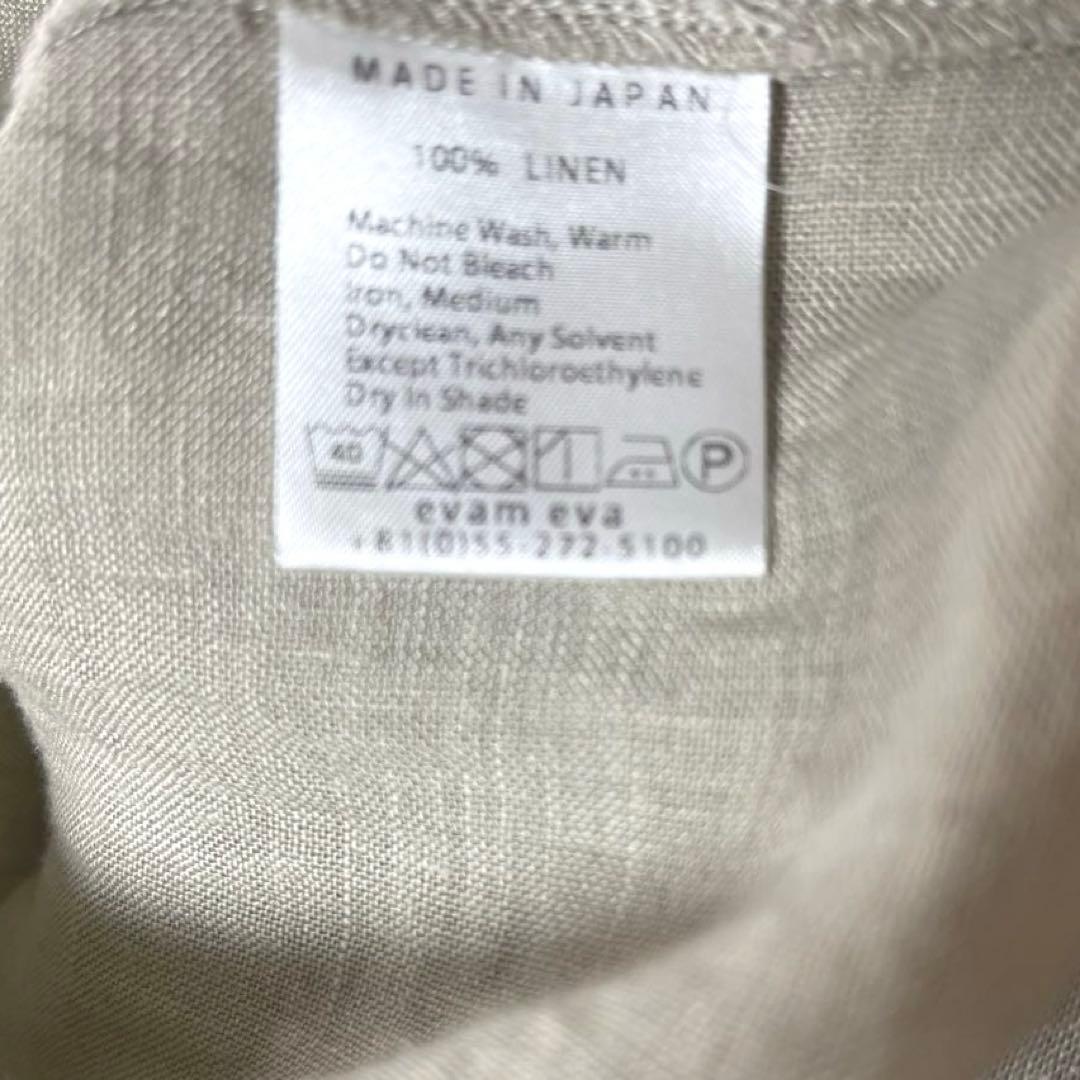 MADE IN JAPAN
100% LINEN
Machine Wash, Warm
Do Not Bleach
Iron, Medium
Dryclean, Any Solvent
Except Trichloroethylene
Dry In Shade
40 P
evam eva
+81(0)55-272-5100